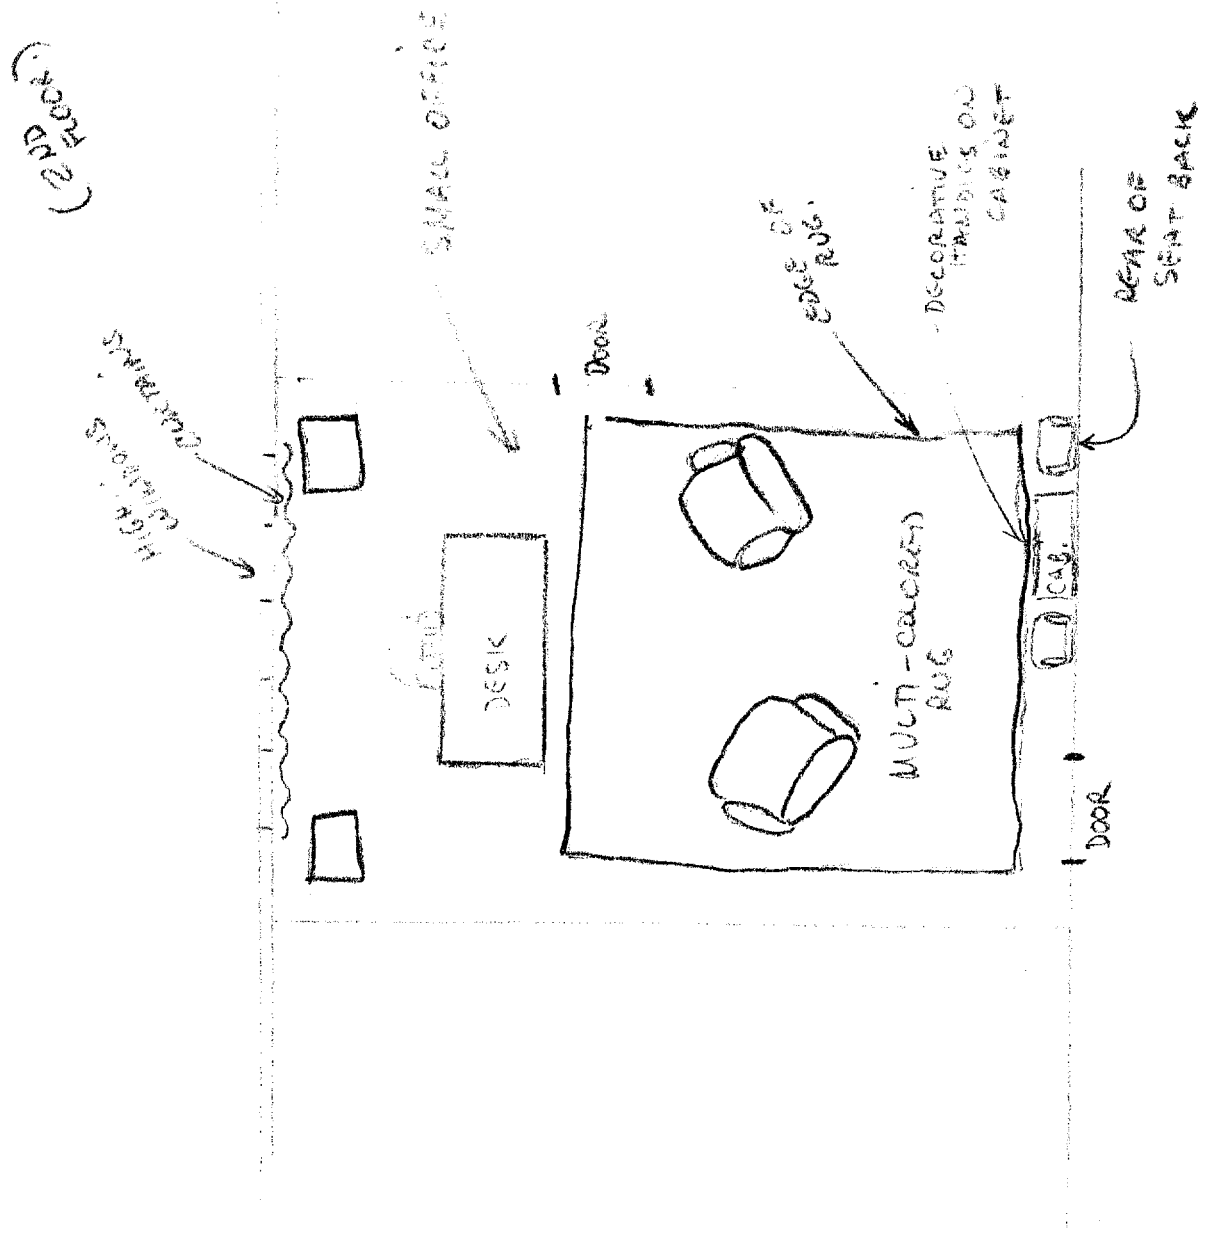 (2ND
FLOOR.)
SMALL OFFICE
CURTAINS
HIGH
WINDOWS
DOOR
EDGE OF
RUG.
DECORATIVE
HANDLES ON
CABINET
REAR OF
SEAT BACK
DESK
MULTI-COLORED
RUG
CAB.
DOOR